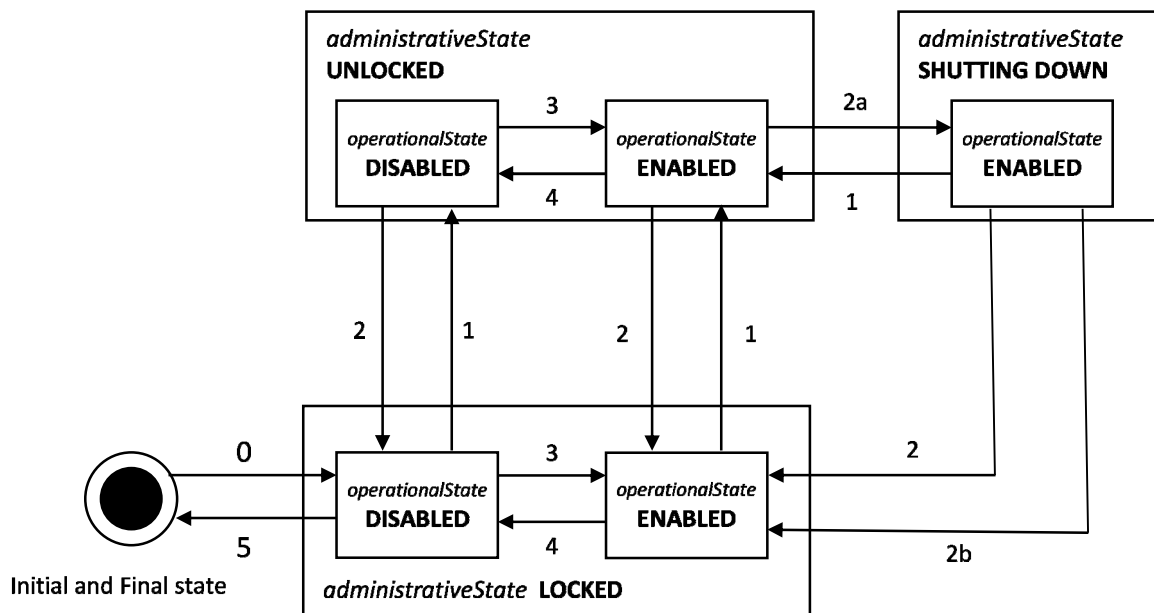 administrativeState
UNLOCKED
administrativeState
SHUTTING DOWN
3
2a
operationalState
DISABLED
operationalState
ENABLED
operationalState
ENABLED
4
1
2
1
2
1
0
3
2
operationalState
DISABLED
operationalState
ENABLED
5
4
2b
Initial and Final state
administrativeState LOCKED